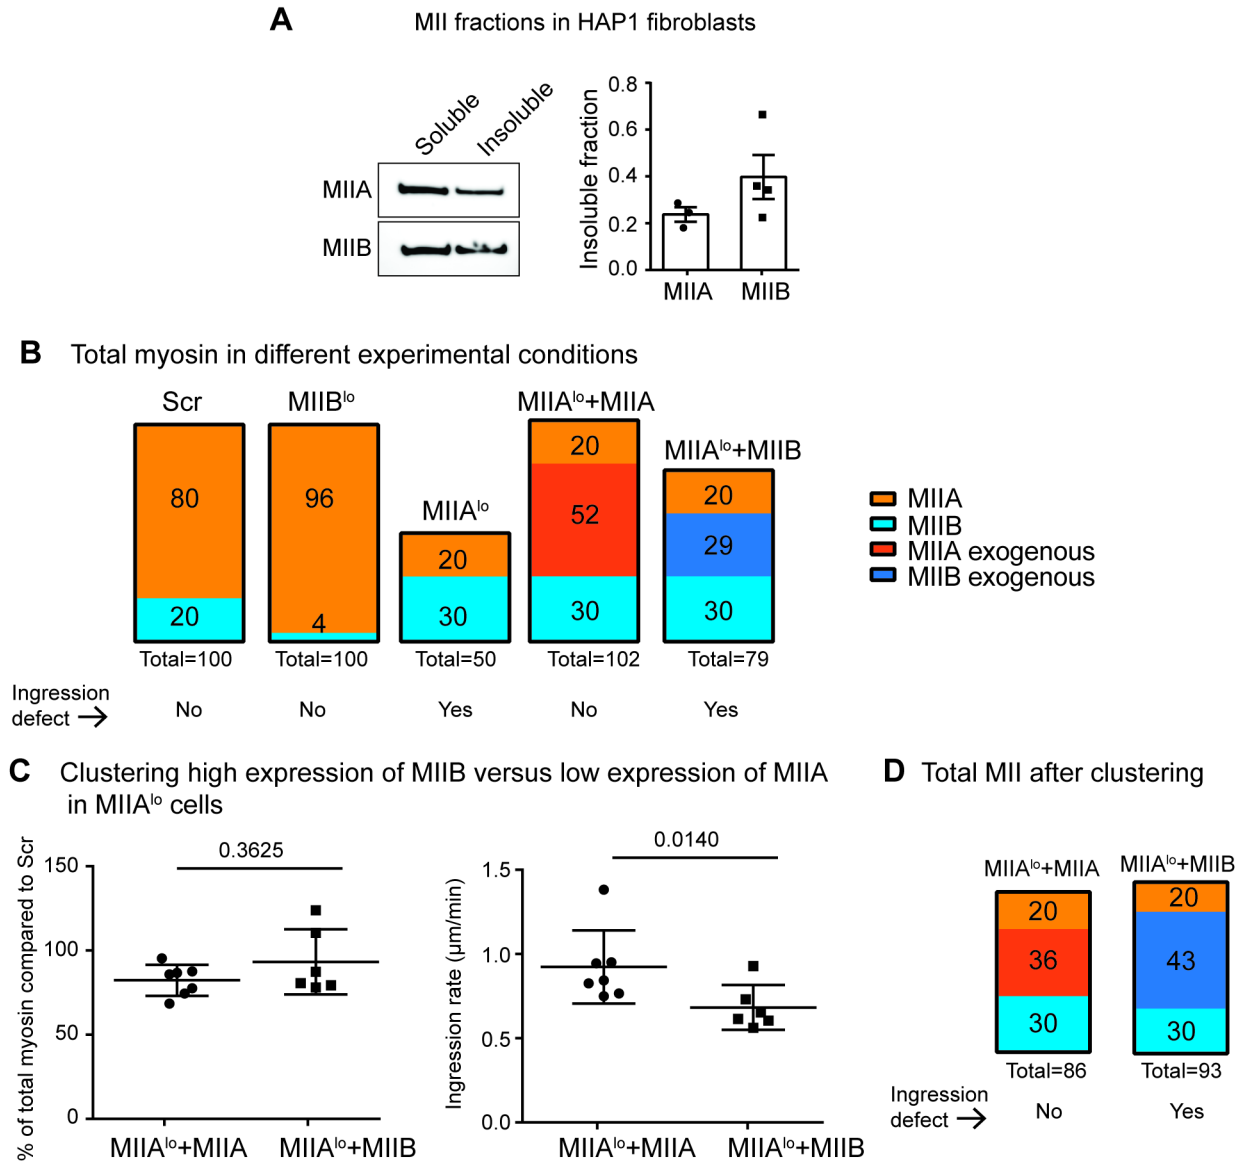 A MII fractions in HAP1 fibroblasts
Soluble
Insoluble
MIIA
MIIB
Insoluble fraction
0.8
0.6
0.4
0.2
0.0
MIIA MIIB
B Total myosin in different experimental conditions
Scr
80
20
Total=100
MIIBlo
96
4
Total=100
MIIAlo
20
30
Total=50
MIIAlo+MIIA
20
52
30
Total=102
MIIAlo+MIIB
20
29
30
Total=79
MIIA
MIIB
MIIA exogenous
MIIB exogenous
Ingression
defect →
No No Yes No Yes
C Clustering high expression of MIIB versus low expression of MIIA
in MIIAlo cells
% of total myosin compared to Scr
150
100
50
0
0.3625
MIIAlo+MIIA MIIAlo+MIIB
Ingression rate (μm/min)
1.5
1.0
0.5
0.0
0.0140
MIIAlo+MIIA MIIAlo+MIIB
D Total MII after clustering
MIIAlo+MIIA
20
36
30
Total=86
MIIAlo+MIIB
20
43
30
Total=93
Ingression
defect →
No Yes